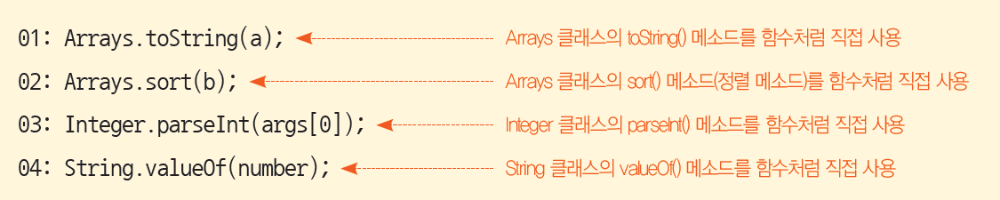 01: Arrays.toString(a); Arrays 클래스의 toString() 메소드를 함수처럼 직접 사용
02: Arrays.sort(b); Arrays 클래스의 sort() 메소드(정렬 메소드)를 함수처럼 직접 사용
03: Integer.parseInt(args[0]); Integer 클래스의 parseInt() 메소드를 함수처럼 직접 사용
04: String.valueOf(number); String 클래스의 valueOf() 메소드를 함수처럼 직접 사용